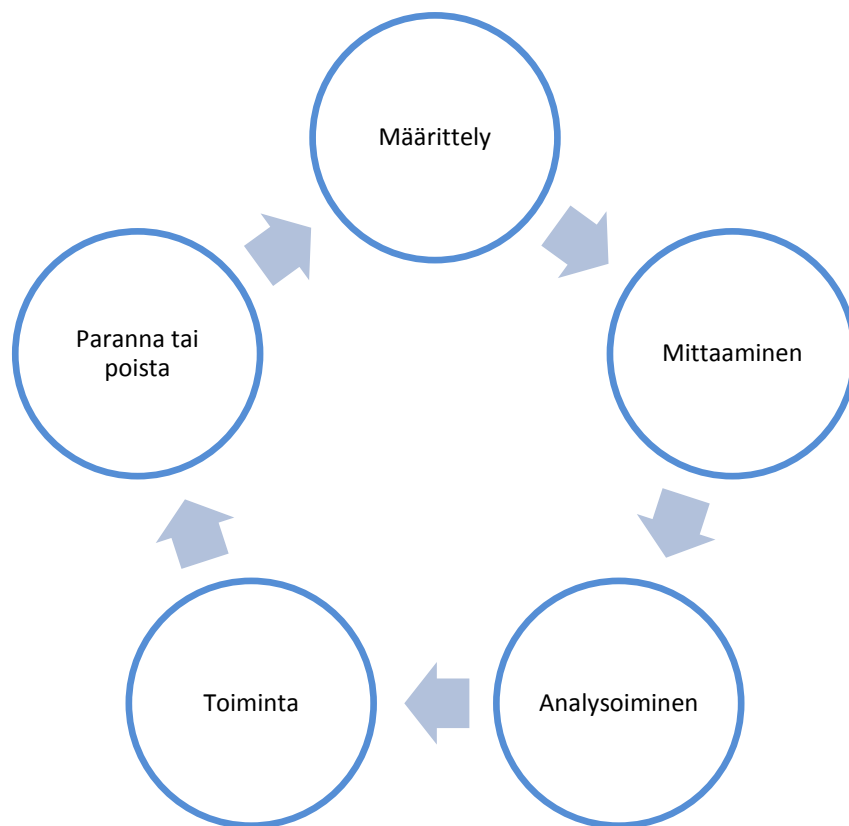 Määrittely
Mittaaminen
Analysoiminen
Toiminta
Paranna tai
poista